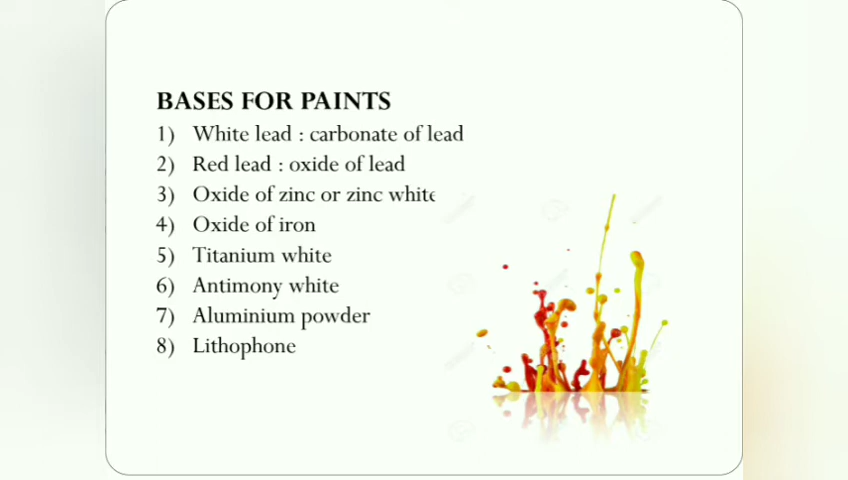 BASES FOR PAINTS
1) White lead : carbonate of lead
2) Red lead : oxide of lead
3) Oxide of zinc or zinc white
4) Oxide of iron
5) Titanium white
6) Antimony white
7) Aluminium powder
8) Lithophone